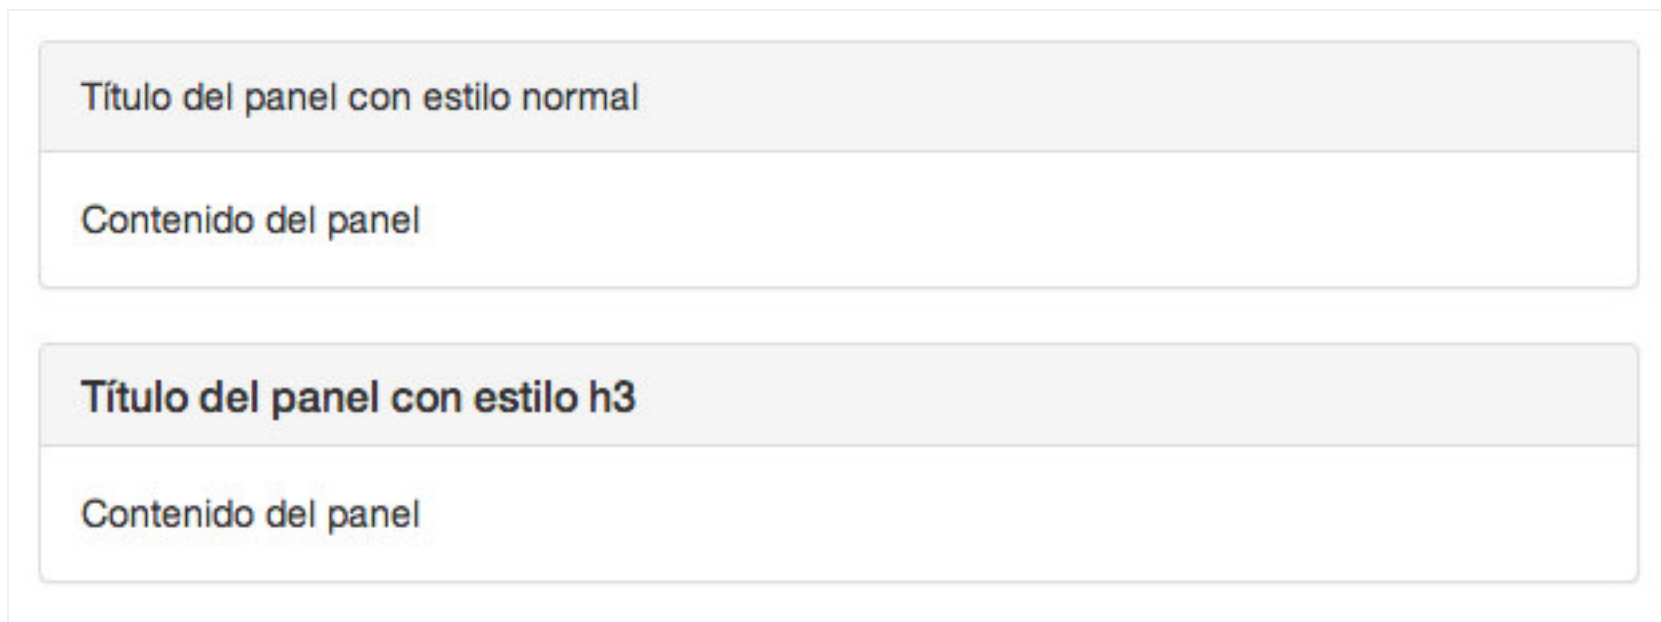 Título del panel con estilo normal
Contenido del panel
Título del panel con estilo h3
Contenido del panel